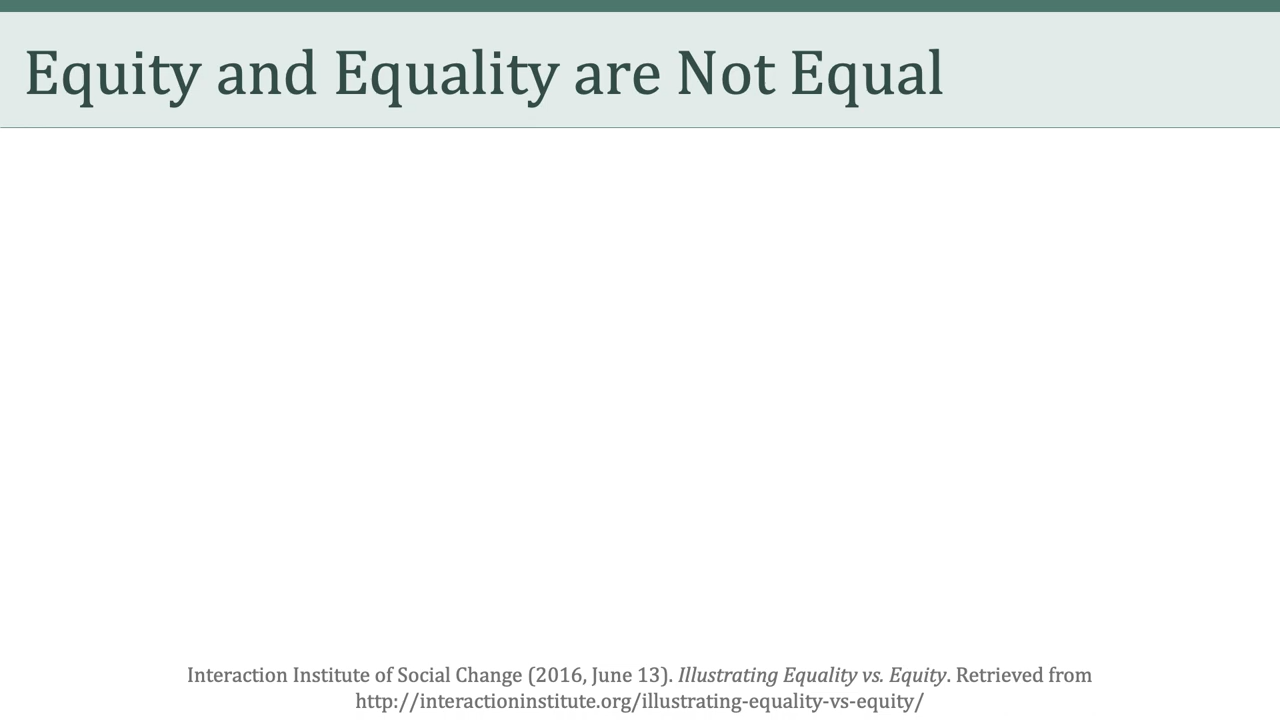 Equity and Equality are Not Equal
Interaction Institute of Social Change (2016, June 13). Illustrating Equality vs. Equity. Retrieved from
http://interactioninstitute.org/illustrating-equality-vs-equity/